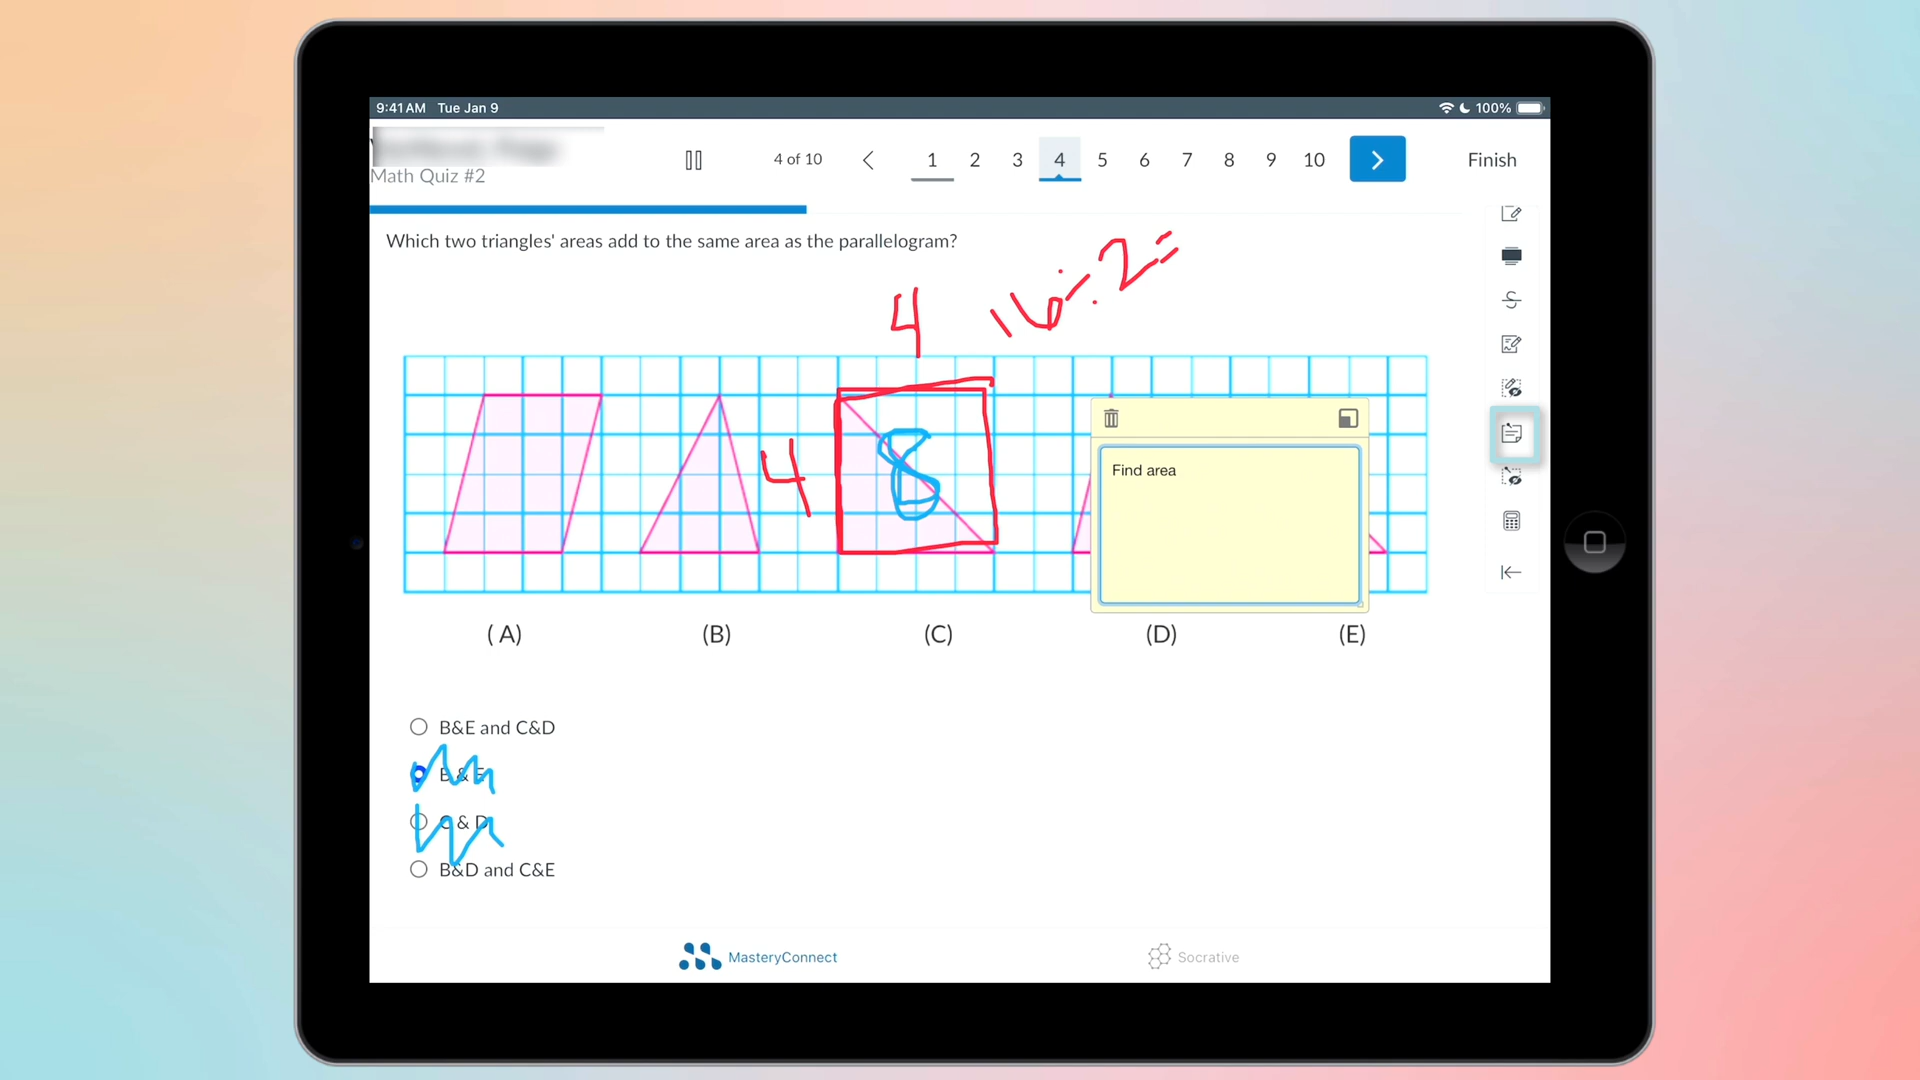 9:41 AM Tue Jan 9
100%
Math Quiz #2
4 of 10
1 2 3 4 5 6 7 8 9 10
Finish
Which two triangles' areas add to the same area as the parallelogram?
16÷2=
4
4
8
Find area
( A) (B) (C) (D) (E)
B&E and C&D
C & D
B&D and C&E
MasteryConnect
Socrative